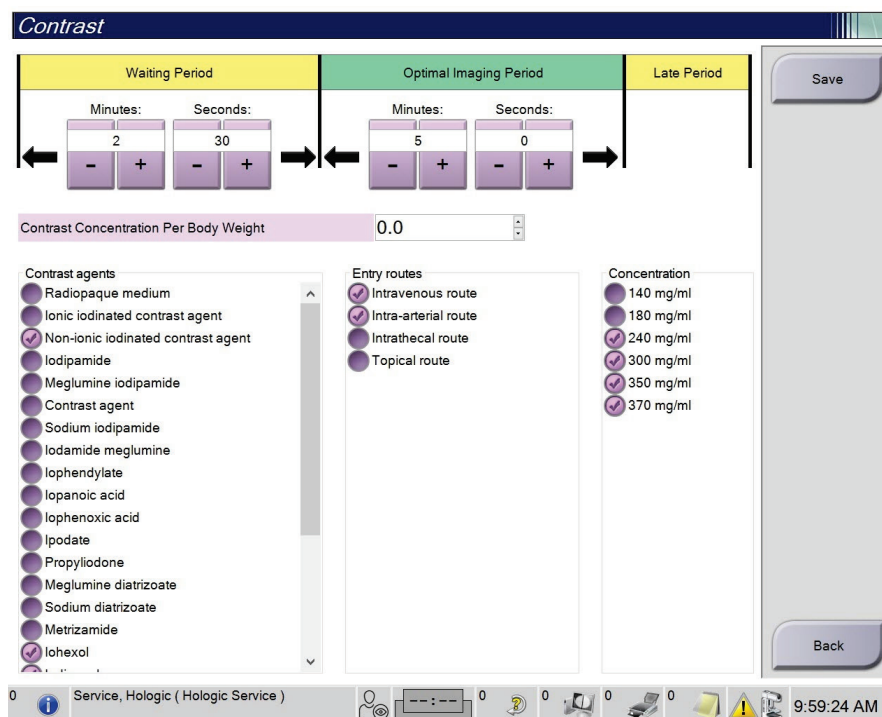 Contrast
Waiting Period
Optimal Imaging Period
Late Period
Save
Minutes:
Seconds:
Minutes:
Seconds:
2
30
5
0
- + - + - + - +
Contrast Concentration Per Body Weight
0.0
Contrast agents
Radiopaque medium
Ionic iodinated contrast agent
Non-ionic iodinated contrast agent
Iodipamide
Meglumine iodipamide
Contrast agent
Sodium iodipamide
Iodamide meglumine
Iophendylate
Iopanoic acid
Iophenoxic acid
Ipodate
Propyliodone
Meglumine diatrizoate
Sodium diatrizoate
Metrizamide
Iohexol
Entry routes
Intravenous route
Intra-arterial route
Intrathecal route
Topical route
Concentration
140 mg/ml
180 mg/ml
240 mg/ml
300 mg/ml
350 mg/ml
370 mg/ml
Back
0
Service, Hologic ( Hologic Service )
--:--
0
0
0
0
9:59:24 AM